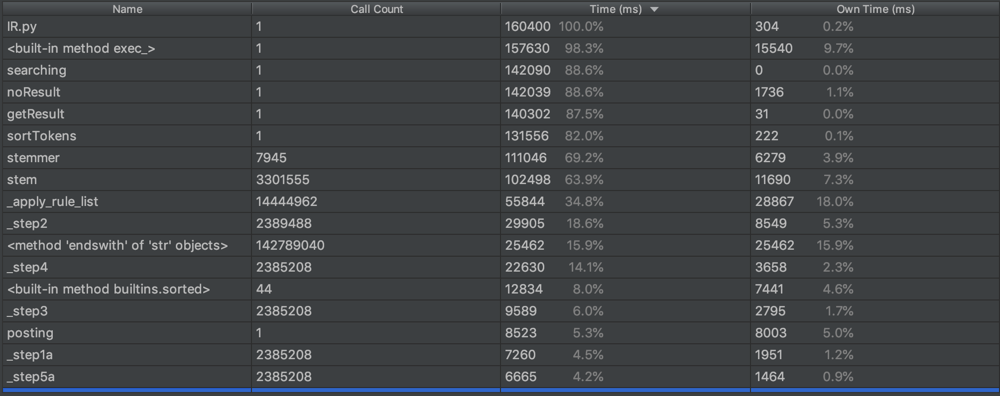 Name Call Count Time (ms) Own Time (ms)
IR.py 1 160400 100.0% 304 0.2%
<built-in method exec_> 1 157630 98.3% 15540 9.7%
searching 1 142090 88.6% 0 0.0%
noResult 1 142039 88.6% 1736 1.1%
getResult 1 140302 87.5% 31 0.0%
sortTokens 1 131556 82.0% 222 0.1%
stemmer 7945 111046 69.2% 6279 3.9%
stem 3301555 102498 63.9% 11690 7.3%
_apply_rule_list 14444962 55844 34.8% 28867 18.0%
_step2 2389488 29905 18.6% 8549 5.3%
<method 'endswith' of 'str' objects> 142789040 25462 15.9% 25462 15.9%
_step4 2385208 22630 14.1% 3658 2.3%
<built-in method builtins.sorted> 44 12834 8.0% 7441 4.6%
_step3 2385208 9589 6.0% 2795 1.7%
posting 1 8523 5.3% 8003 5.0%
_step1a 2385208 7260 4.5% 1951 1.2%
_step5a 2385208 6665 4.2% 1464 0.9%